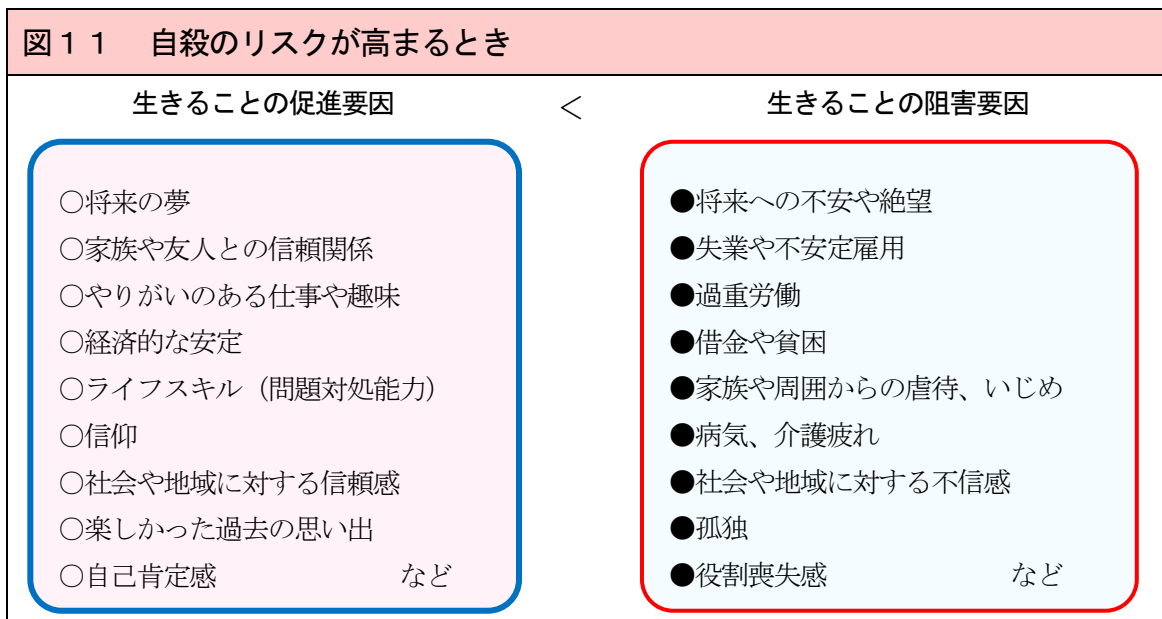 図11　自殺のリスクが高まるとき
生きることの促進要因　＜　生きることの阻害要因
○将来の夢
○家族や友人との信頼関係
○やりがいのある仕事や趣味
○経済的な安定
○ライフスキル（問題対処能力）
○信仰
○社会や地域に対する信頼感
○楽しかった過去の思い出
○自己肯定感　など
●将来への不安や絶望
●失業や不安定雇用
●過重労働
●借金や貧困
●家族や周囲からの虐待、いじめ
●病気、介護疲れ
●社会や地域に対する不信感
●孤独
●役割喪失感　など